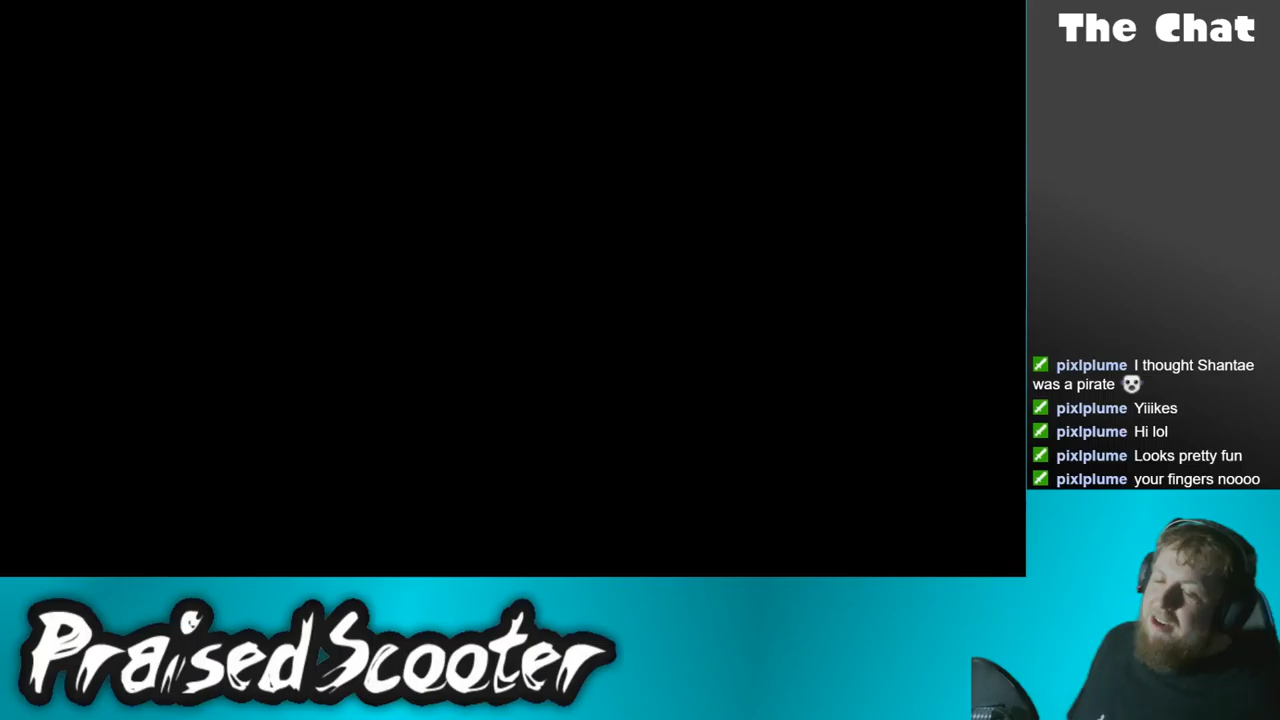 The Chat
pixlplume I thought Shantae
was a pirate
pixlplume Yiiikes
pixlplume Hi lol
pixlplume Looks pretty fun
pixlplume your fingers noooo
PraisedScooter